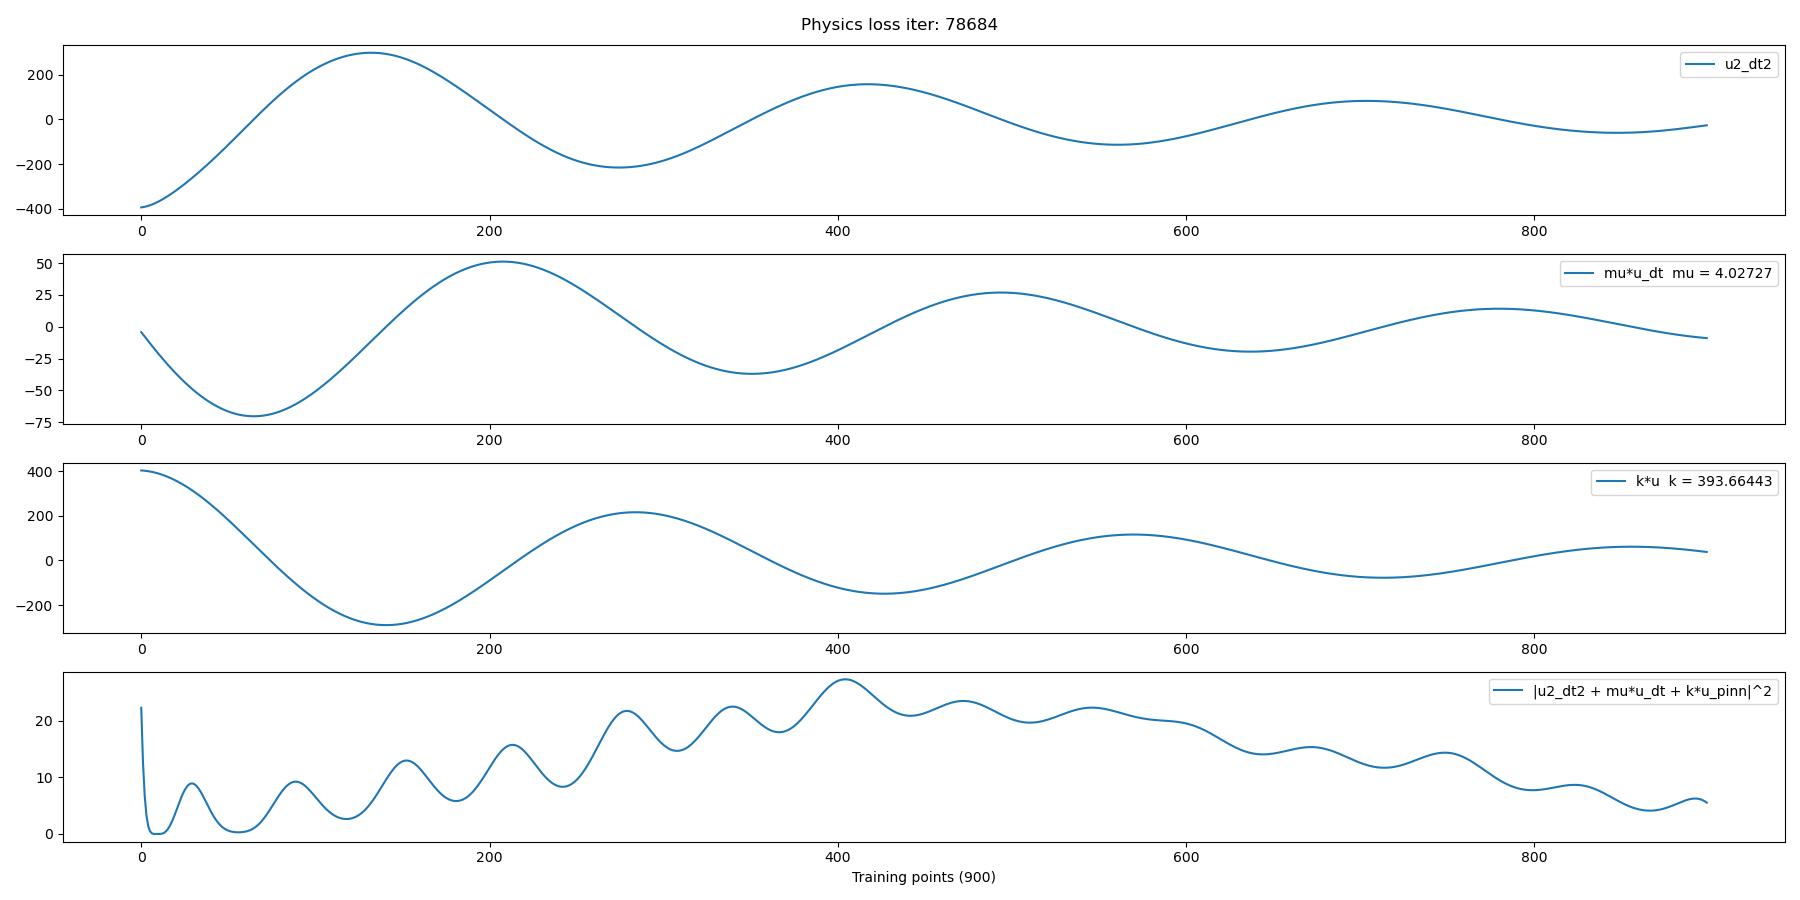 Physics loss iter: 78684
200
0
−200
−400
u2_dt2
0 200 400 600 800
50
25
0
−25
−50
−75
mu*u_dt  mu = 4.02727
0 200 400 600 800
400
200
0
−200
k*u  k = 393.66443
0 200 400 600 800
20
10
0
|u2_dt2 + mu*u_dt + k*u_pinn|^2
0 200 400 600 800
Training points (900)